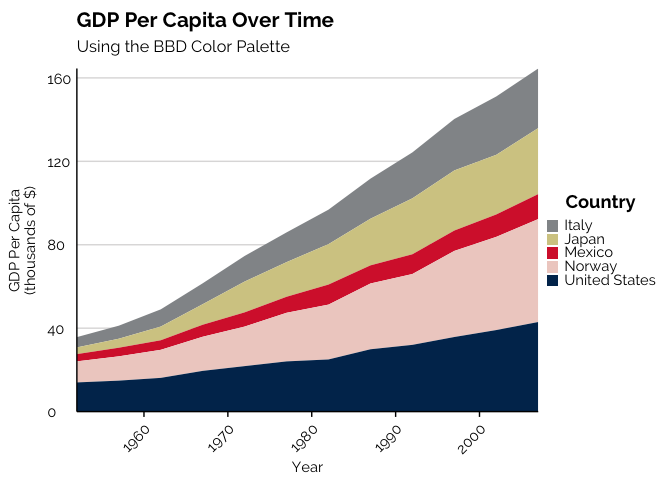 GDP Per Capita Over Time
Using the BBD Color Palette
160
120
80
40
0
GDP Per Capita
(thousands of $)
1960
1970
1980
1990
2000
Year
Country
Italy
Japan
Mexico
Norway
United States